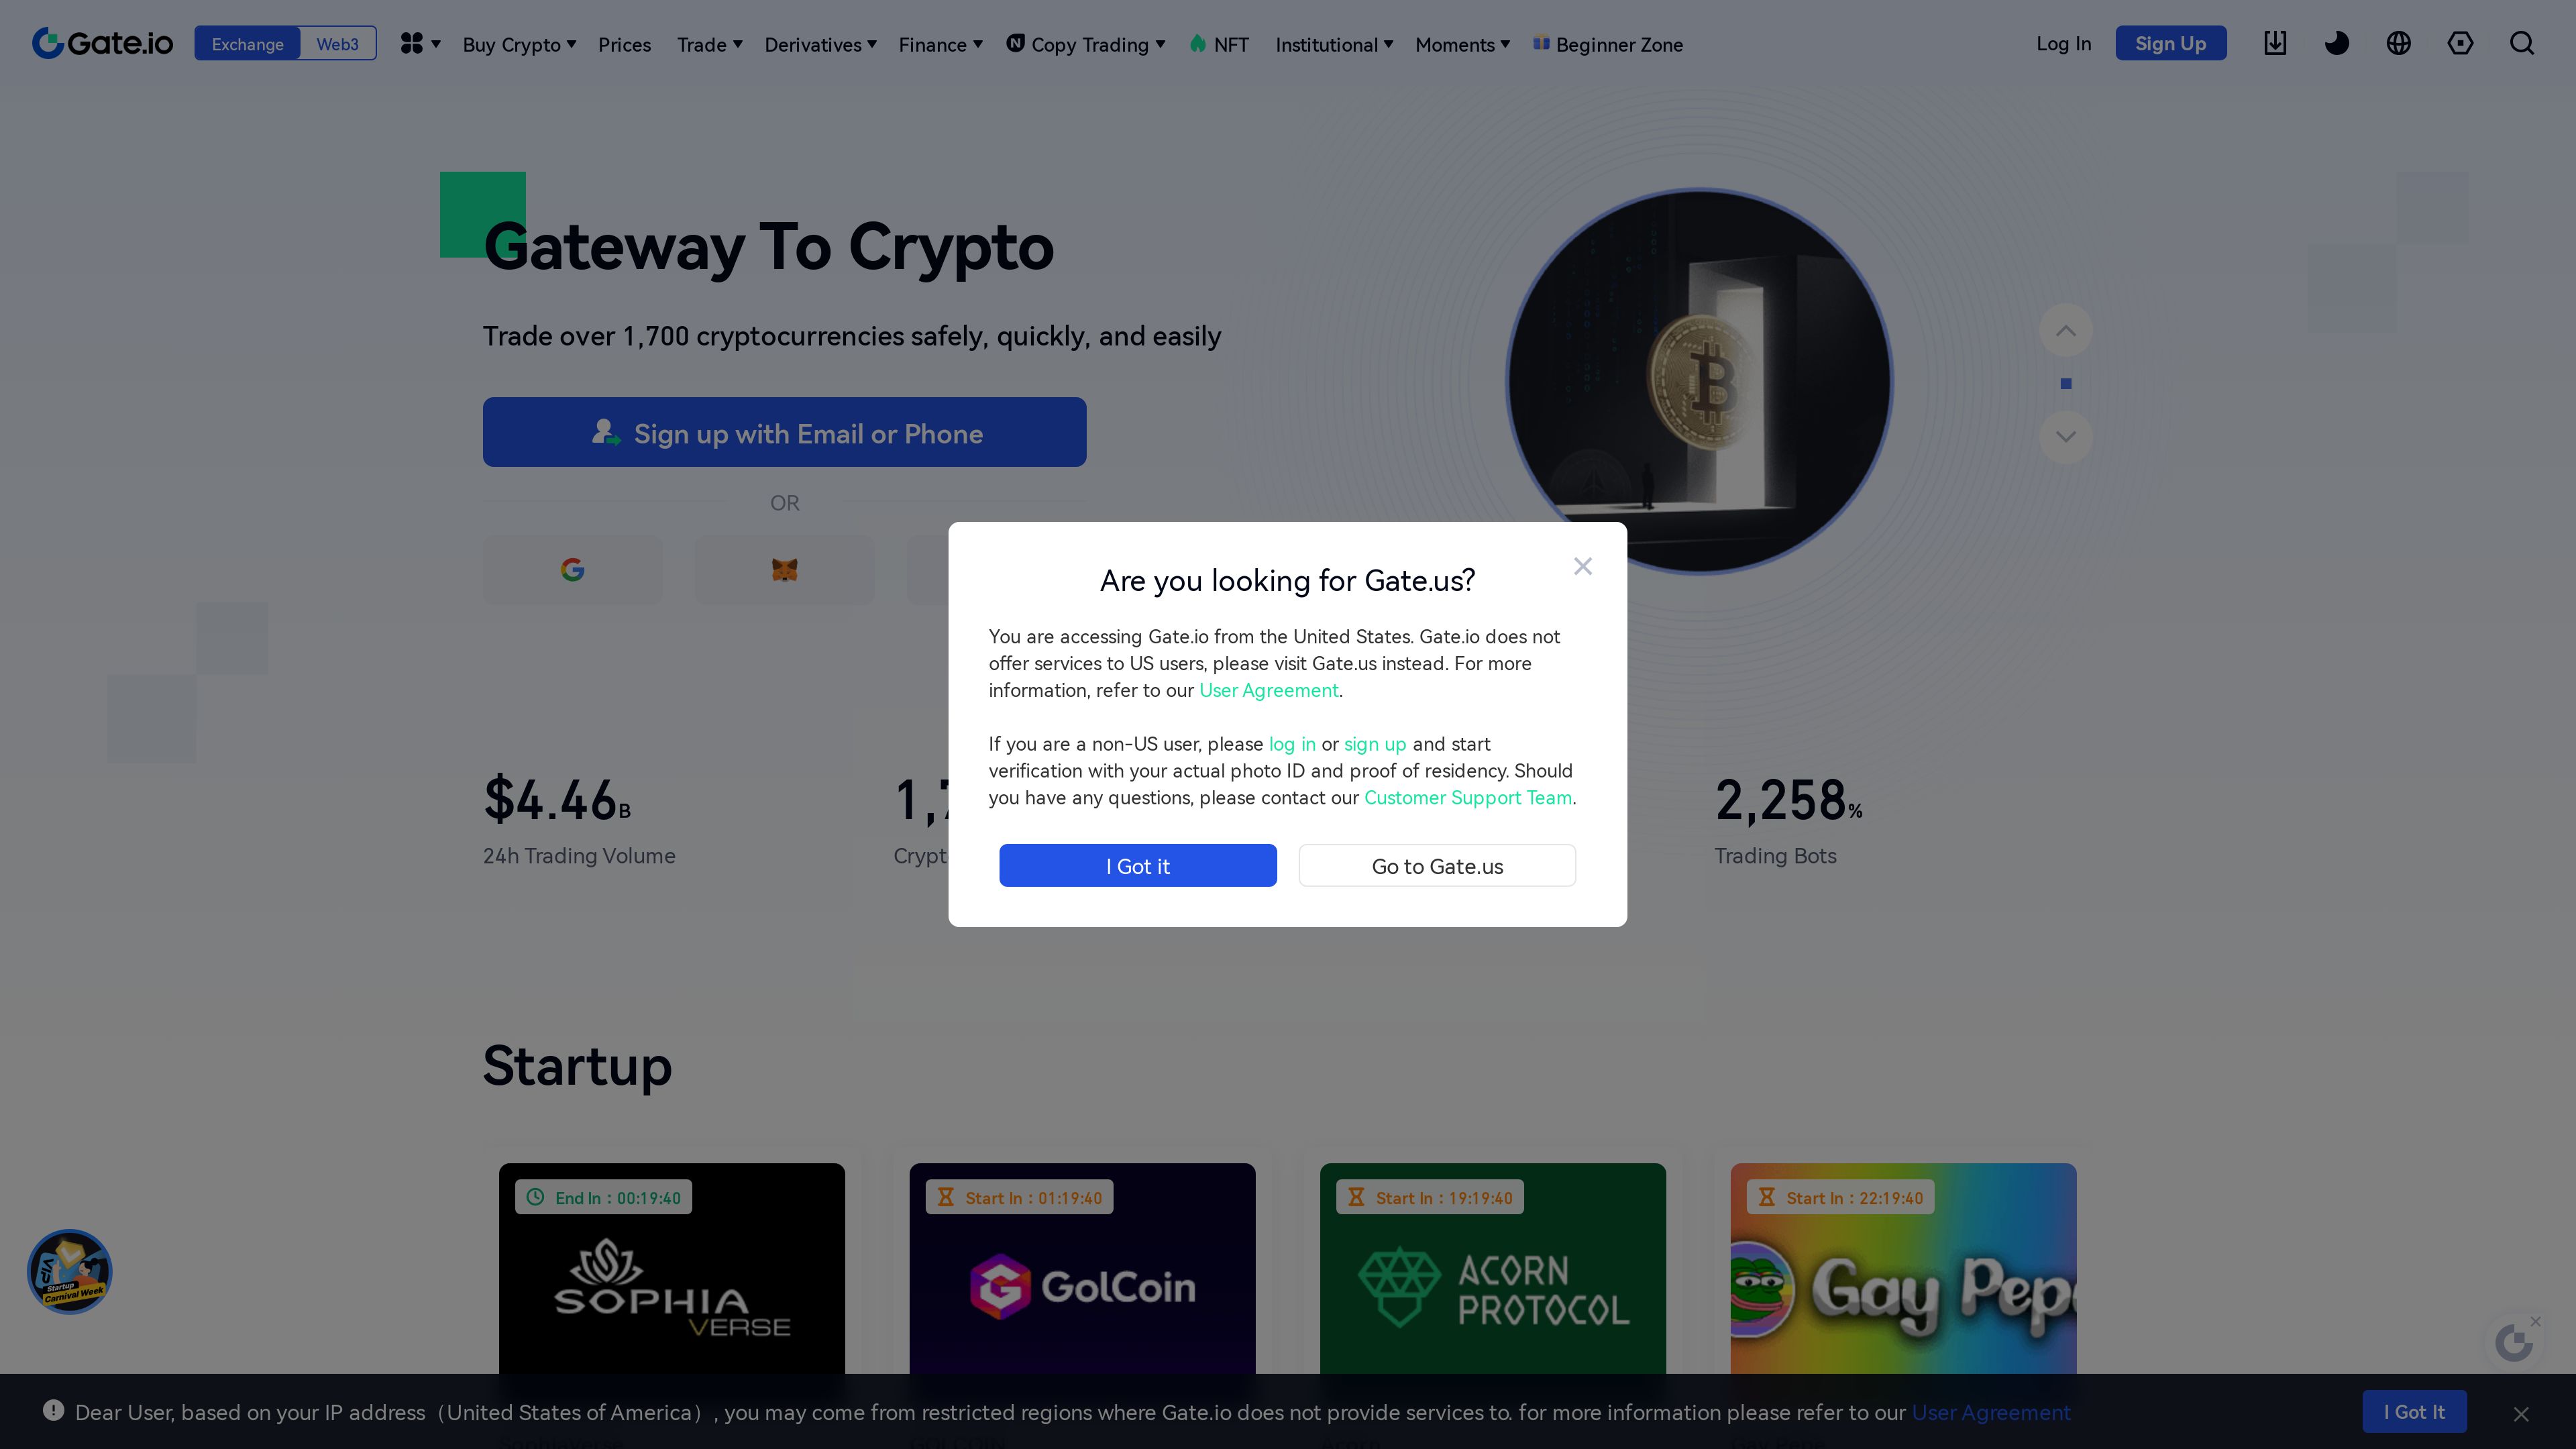 Gate.io
Exchange
Web3
Buy Crypto
Prices
Trade
Derivatives
Finance
Copy Trading
NFT
Institutional
Moments
Beginner Zone
Log In
Sign Up
Gateway To Crypto
Trade over 1,700 cryptocurrencies safely, quickly, and easily
Sign up with Email or Phone
OR
Are you looking for Gate.us?
You are accessing Gate.io from the United States. Gate.io does not
offer services to US users, please visit Gate.us instead. For more
information, refer to our User Agreement.
If you are a non-US user, please log in or sign up and start
verification with your actual photo ID and proof of residency. Should
you have any questions, please contact our Customer Support Team.
I Got it
Go to Gate.us
$4.46B
24h Trading Volume
2,258%
Trading Bots
Startup
End In : 00:19:40
SOPHIA
VERSE
Start In : 01:19:40
GolCoin
Start In : 19:19:40
ACORN
PROTOCOL
Start In : 22:19:40
Gay Pep
Startup
Carnival Week
Dear User, based on your IP address（United States of America）, you may come from restricted regions where Gate.io does not provide services to. for more information please refer to our User Agreement
I Got It